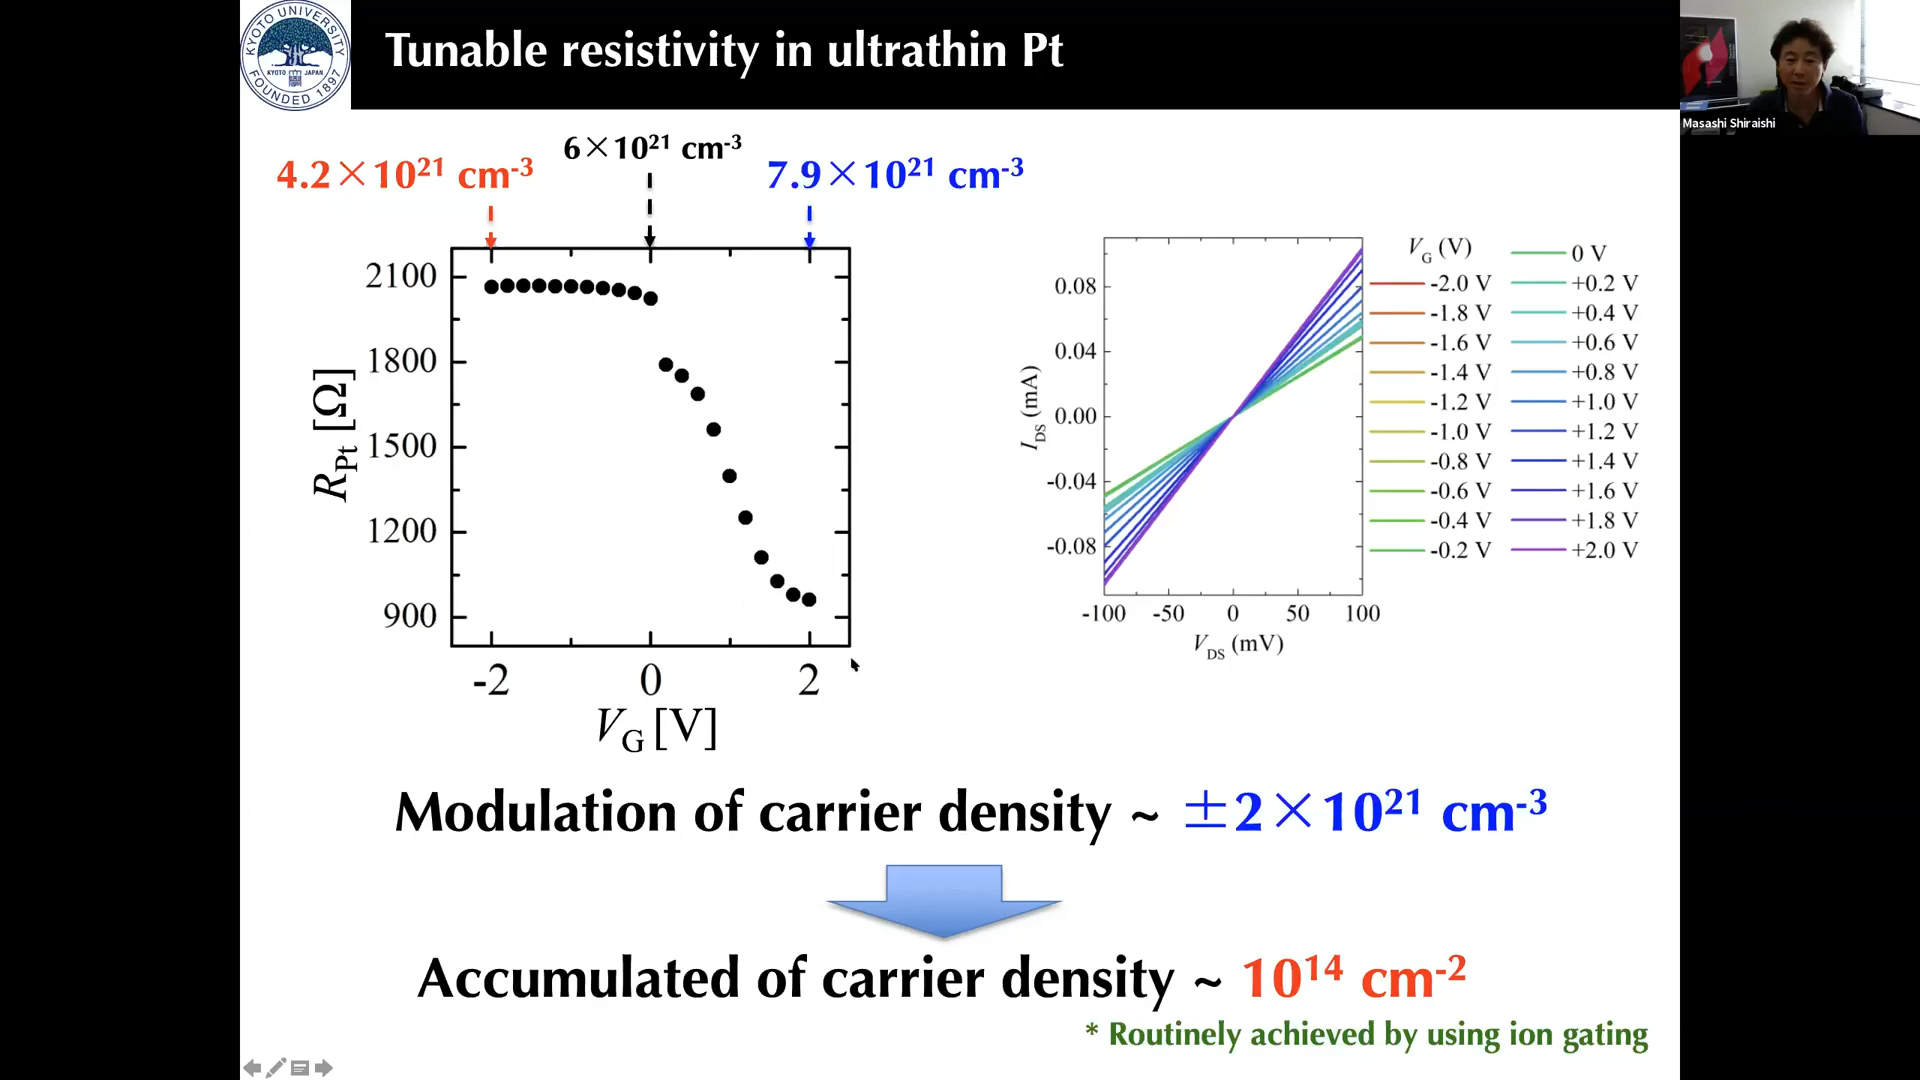 KYOTO UNIVERSITY
KYOTO JAPAN
FOUNDED 1897
Tunable resistivity in ultrathin Pt
Masashi Shiraishi
4.2×10²¹ cm⁻³
6×10²¹ cm⁻³
7.9×10²¹ cm⁻³
2100
1800
1500
1200
900
R_Pt [Ω]
-2 0 2
V_G [V]
0.08
0.04
0.00
-0.04
-0.08
I_DS (mA)
-100 -50 0 50 100
V_DS (mV)
V_G (V)
-2.0 V
-1.8 V
-1.6 V
-1.4 V
-1.2 V
-1.0 V
-0.8 V
-0.6 V
-0.4 V
-0.2 V
0 V
+0.2 V
+0.4 V
+0.6 V
+0.8 V
+1.0 V
+1.2 V
+1.4 V
+1.6 V
+1.8 V
+2.0 V
Modulation of carrier density ~ ±2×10²¹ cm⁻³
Accumulated of carrier density ~ 10¹⁴ cm⁻²
* Routinely achieved by using ion gating